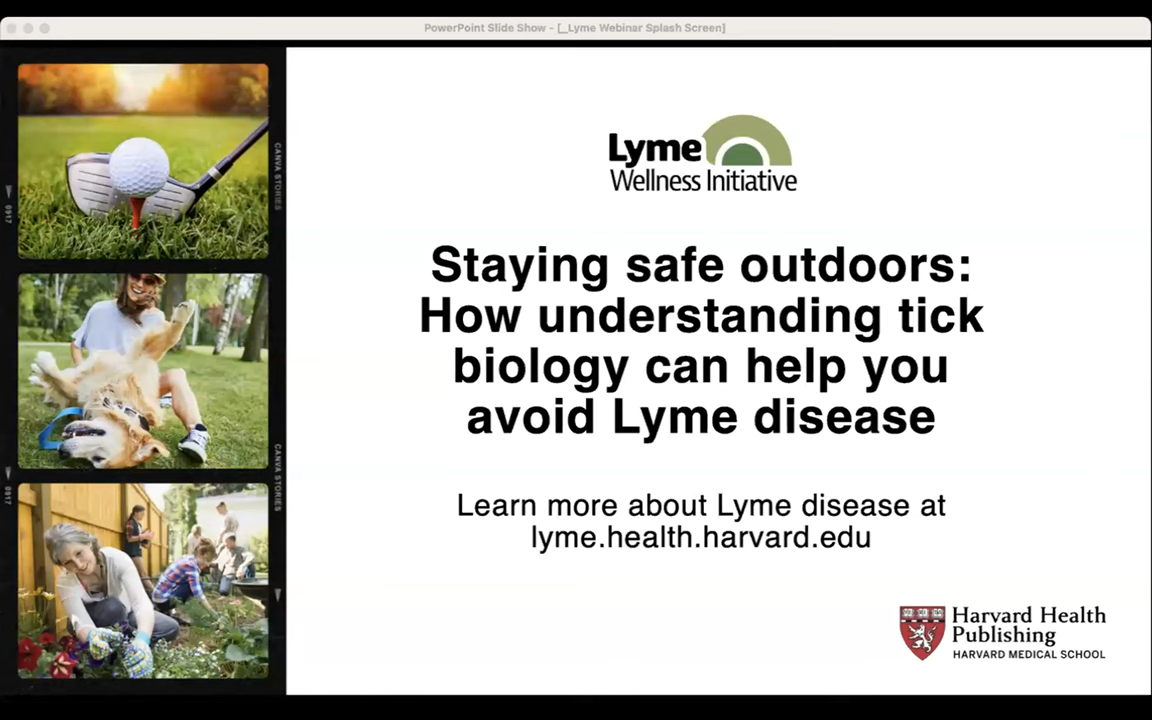 PowerPoint Slide Show - [_Lyme Webinar Splash Screen]
CANVA STORIES
0917
CANVA STORIES
0917
Lyme
Wellness Initiative
Staying safe outdoors:
How understanding tick
biology can help you
avoid Lyme disease
Learn more about Lyme disease at
lyme.health.harvard.edu
Harvard Health
Publishing
HARVARD MEDICAL SCHOOL